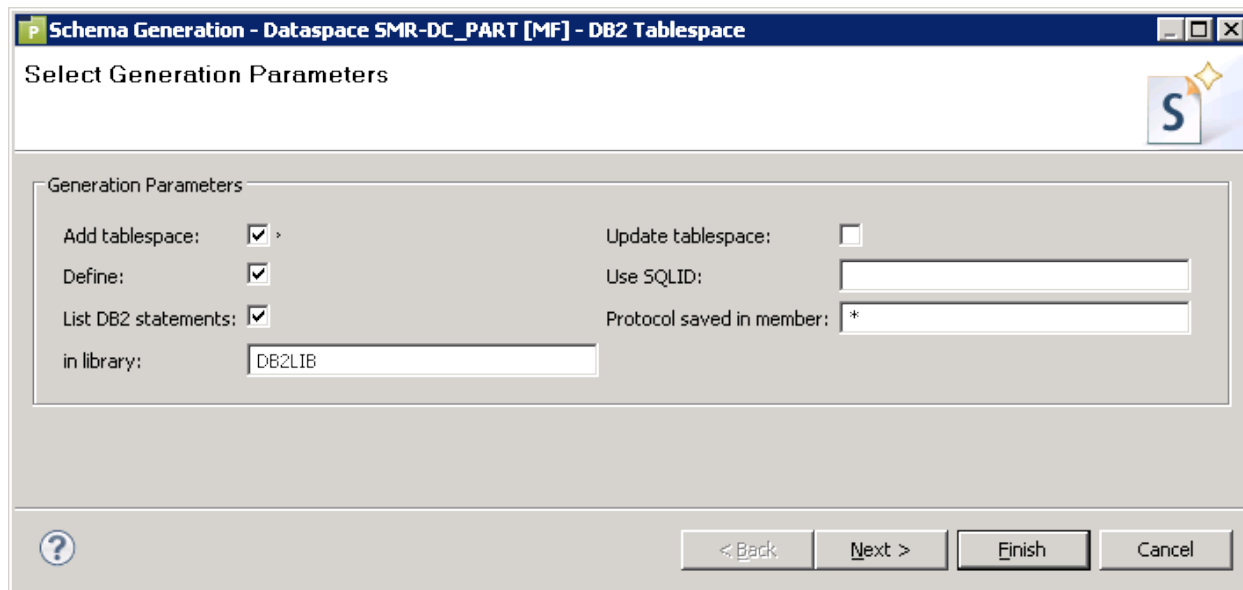 P Schema Generation - Dataspace SMR-DC_PART [MF] - DB2 Tablespace
Select Generation Parameters
S
Generation Parameters
Add tablespace: Update tablespace:
Define: Use SQLID:
List DB2 statements: Protocol saved in member: *
in library: DB2LIB
? < Back Next > Finish Cancel